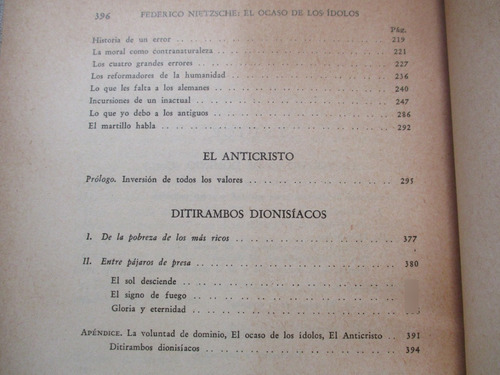 396 FEDERICO NIETZSCHE: EL OCASO DE LOS ÍDOLOS
Págs.
Historia de un error 219
La moral como contranaturaleza 221
Los cuatro grandes errores 227
Los reformadores de la humanidad 236
Lo que les falta a los alemanes 240
Incursiones de un inactual 247
Lo que yo debo a los antiguos 286
El martillo habla 292
EL ANTICRISTO
Prólogo. Inversión de todos los valores 295
DITIRAMBOS DIONISÍACOS
I. De la pobreza de los más ricos 377
II. Entre pájaros de presa 380
El sol desciende
El signo de fuego
Gloria y eternidad
APÉNDICE. La voluntad de dominio, El ocaso de los ídolos, El Anticristo 391
Ditirambos dionisíacos 394